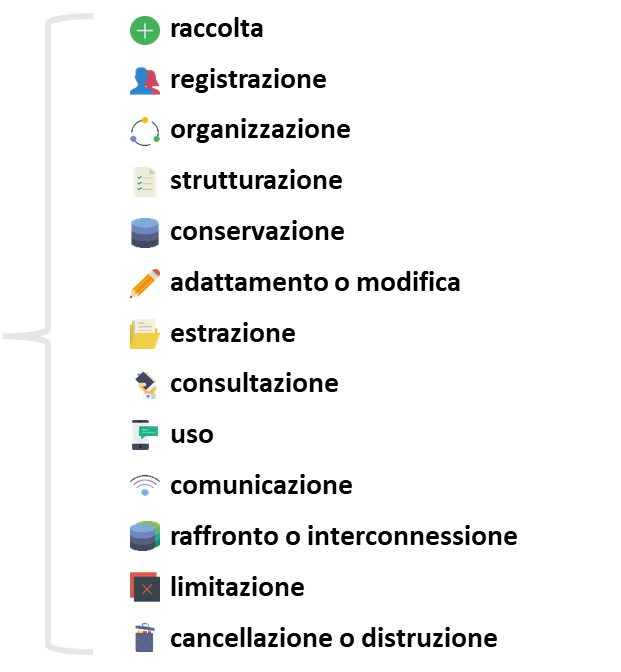 raccolta
registrazione
organizzazione
strutturazione
conservazione
adattamento o modifica
estrazione
consultazione
uso
comunicazione
raffronto o interconnessione
limitazione
cancellazione o distruzione